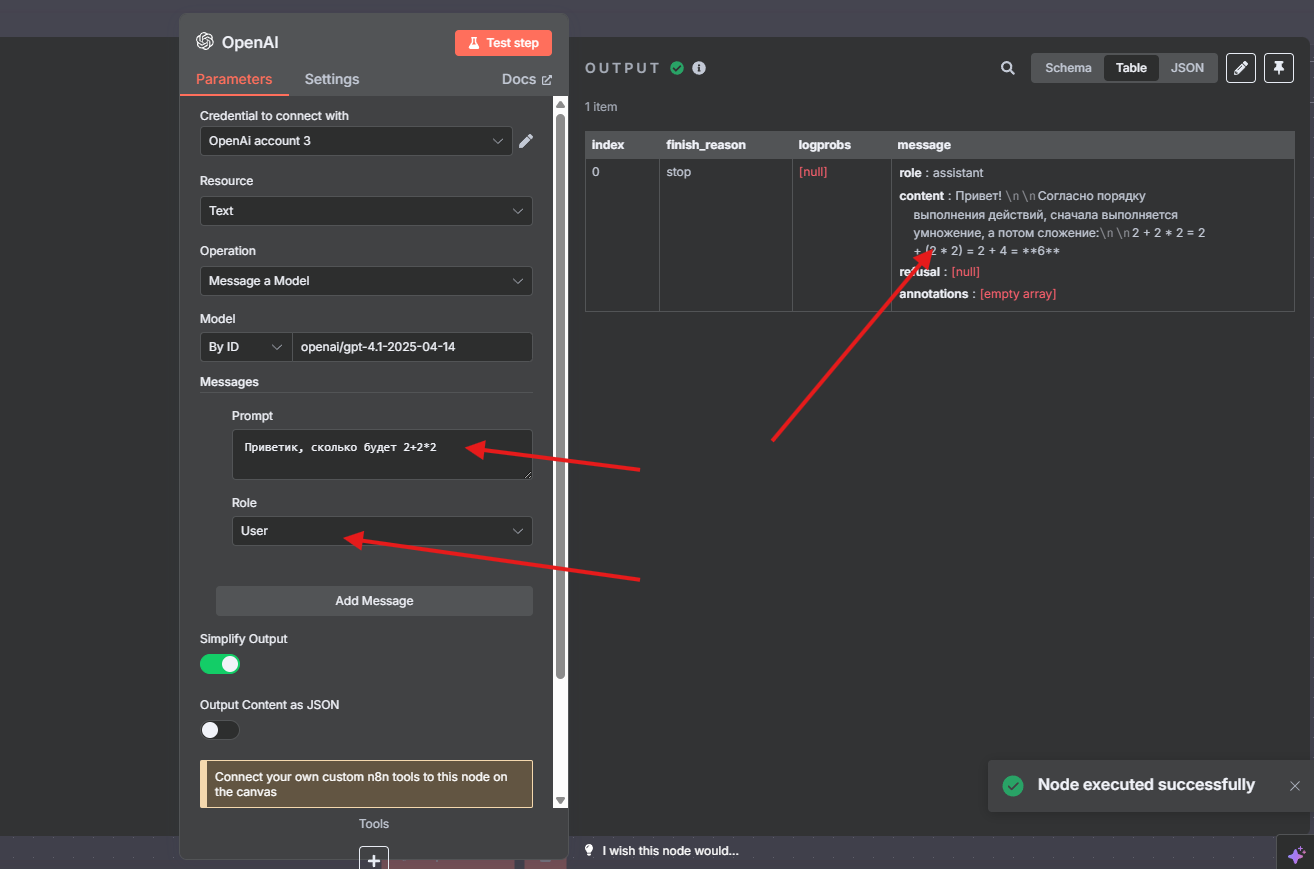 OpenAI
Test step
Parameters
Settings
Docs
Credential to connect with
OpenAi account 3
Resource
Text
Operation
Message a Model
Model
By ID
openai/gpt-4.1-2025-04-14
Messages
Prompt
Приветик, сколько будет 2+2*2
Role
User
Add Message
Simplify Output
Output Content as JSON
Connect your own custom n8n tools to this node on
the canvas
Tools
OUTPUT
Schema
Table
JSON
1 item
index
finish_reason
logprobs
message
0
stop
[null]
role : assistant
content : Привет! \n\nСогласно порядку
выполнения действий, сначала выполняется
умножение, а потом сложение:\n\n2 + 2 * 2 = 2
+ (2 * 2) = 2 + 4 = **6**
refusal : [null]
annotations : [empty array]
Node executed successfully
I wish this node would...